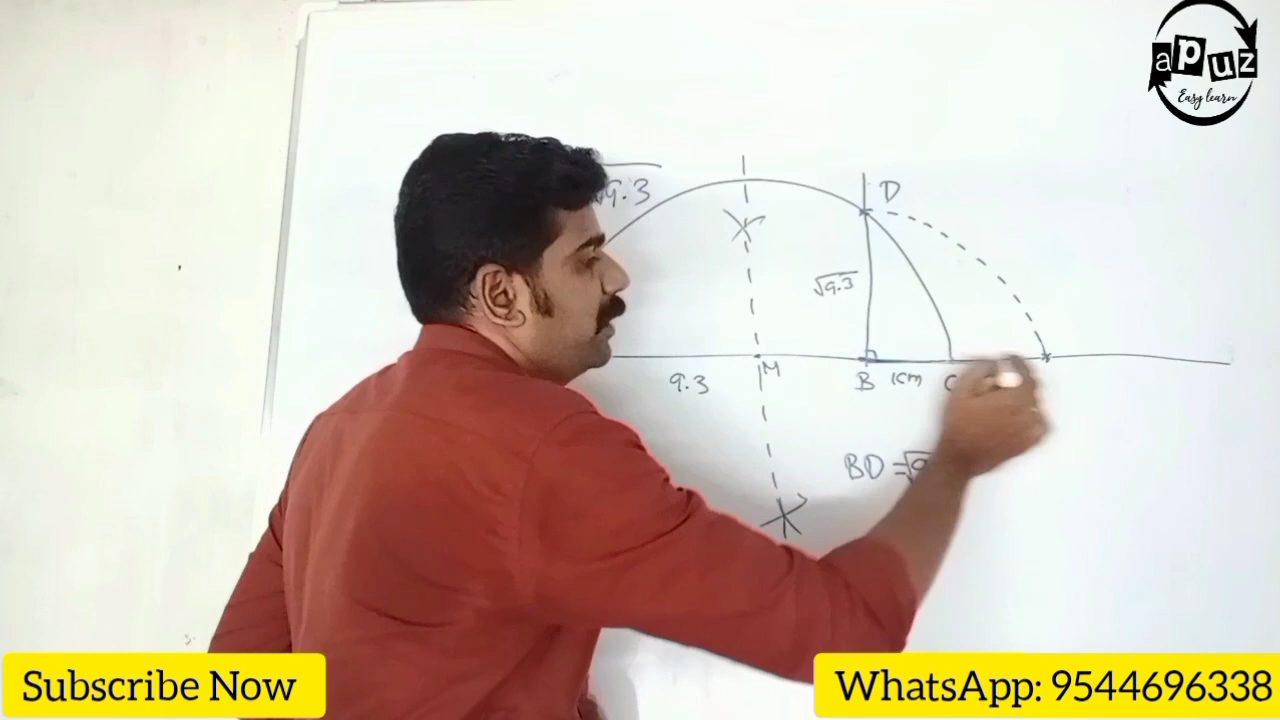 apuz
Easy learn
√9.3
D
√9.3
9.3
M
B
1cm
C
BD =
Subscribe Now
WhatsApp: 9544696338